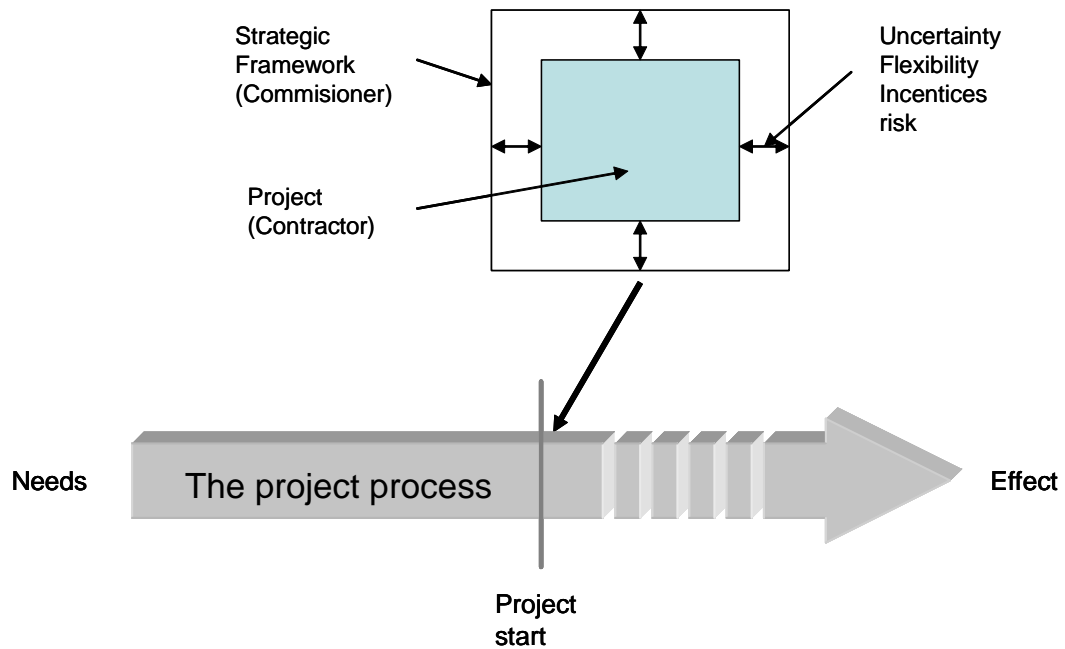 Strategic
Framework
(Commisioner)
Uncertainty
Flexibility
Incentices
risk
Project
(Contractor)
Needs
The project process
Effect
Project
start